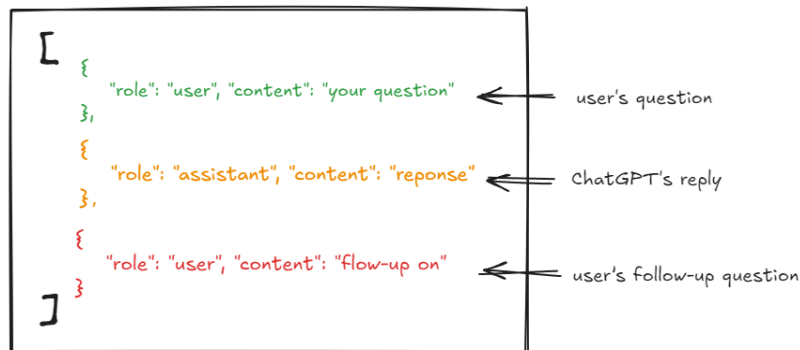 [
{
"role": "user", "content": "your question"
user's question
},
{
"role": "assistant", "content": "reponse"
ChatGPT's reply
},
{
"role": "user", "content": "flow-up on"
user's follow-up question
}
]